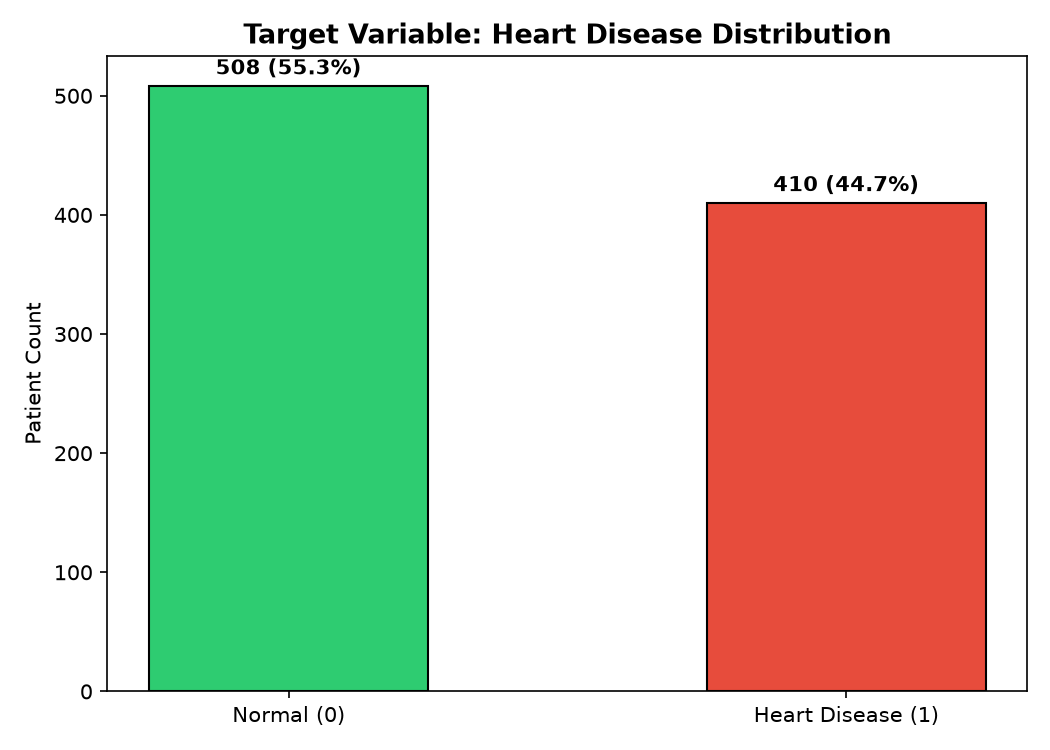 Target Variable: Heart Disease Distribution
508 (55.3%)
410 (44.7%)
500
400
300
200
100
0
Patient Count
Normal (0)
Heart Disease (1)